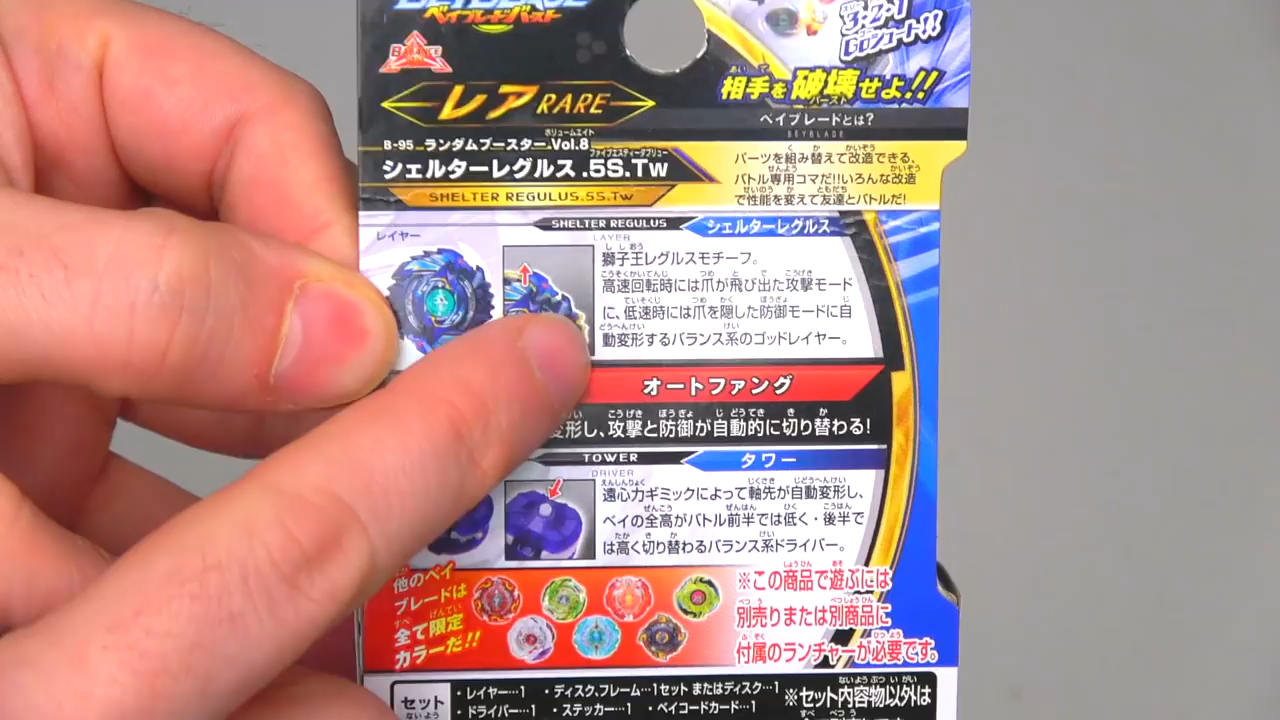 ベイブレードバースト
レア RARE
B-95 ランダムブースター Vol.8
シェルターレグルス .5S.Tw
SHELTER REGULUS.5S.Tw
3・2・1
GOシュート!!
相手を破壊せよ!!
ベイブレードとは?
BEYBLADE
パーツを組み替えて改造できる、
バトル専用コマだ!!いろんな改造
で性能を変えて友達とバトルだ!
SHELTER REGULUS シェルターレグルス
レイヤー
LAYER
獅子王レグルスモチーフ。
高速回転時には爪が飛び出た攻撃モード
に、低速時には爪を隠した防御モードに自
動変形するバランス系のゴッドレイヤー。
オートファング
変形し、攻撃と防御が自動的に切り替わる!
TOWER タワー
DRIVER
遠心力ギミックによって軸先が自動変形し、
ベイの全高がバトル前半では低く・後半で
は高く切り替わるバランス系ドライバー。
他のベイ
ブレードは
全て限定
カラーだ!!
※この商品で遊ぶには
別売りまたは別商品に
付属のランチャーが必要です。
セット
・レイヤー…1 ・ディスク、フレーム…1セット またはディスク…1
・ドライバー…1 ・ステッカー…1 ・ベイコードカード…1
※セット内容物以外は